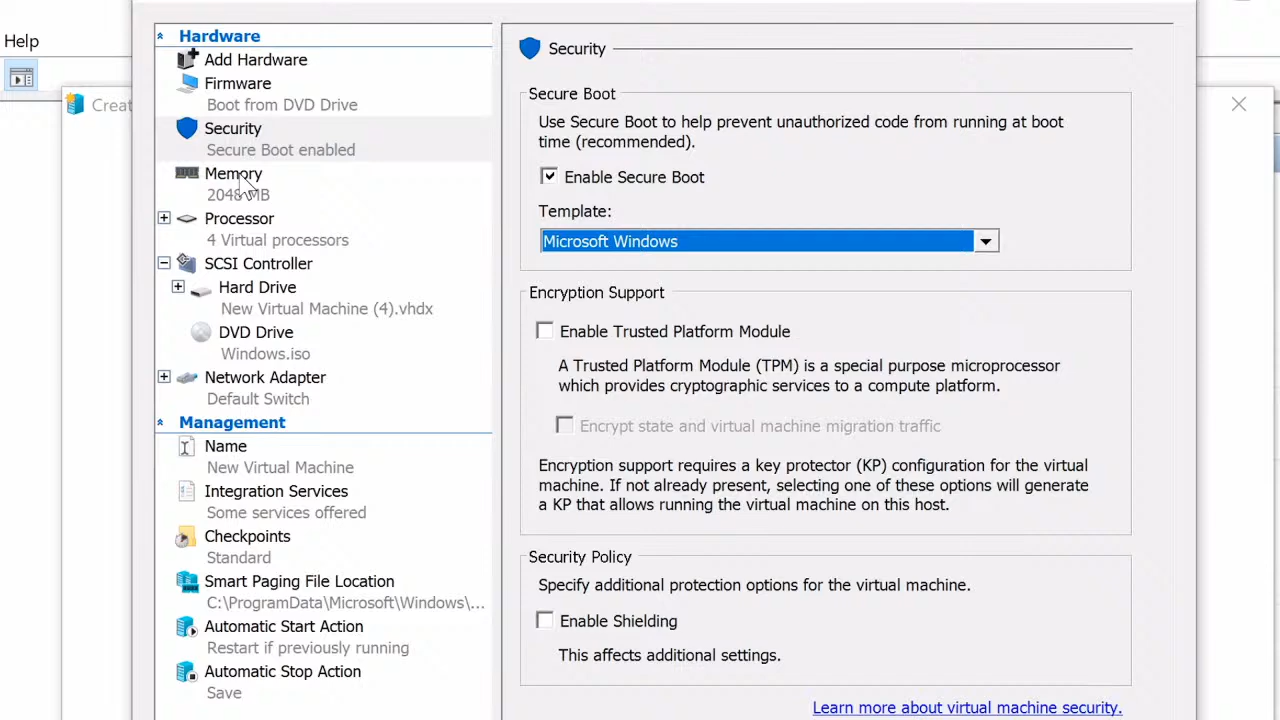 Help
Creat
Hardware
Add Hardware
Firmware
Boot from DVD Drive
Security
Secure Boot enabled
Memory
2048 MB
Processor
4 Virtual processors
SCSI Controller
Hard Drive
New Virtual Machine (4).vhdx
DVD Drive
Windows.iso
Network Adapter
Default Switch
Management
Name
New Virtual Machine
Integration Services
Some services offered
Checkpoints
Standard
Smart Paging File Location
C:\ProgramData\Microsoft\Windows\...
Automatic Start Action
Restart if previously running
Automatic Stop Action
Save
Security
Secure Boot
Use Secure Boot to help prevent unauthorized code from running at boot
time (recommended).
Enable Secure Boot
Template:
Microsoft Windows
Encryption Support
Enable Trusted Platform Module
A Trusted Platform Module (TPM) is a special purpose microprocessor
which provides cryptographic services to a compute platform.
Encrypt state and virtual machine migration traffic
Encryption support requires a key protector (KP) configuration for the virtual
machine. If not already present, selecting one of these options will generate
a KP that allows running the virtual machine on this host.
Security Policy
Specify additional protection options for the virtual machine.
Enable Shielding
This affects additional settings.
Learn more about virtual machine security.